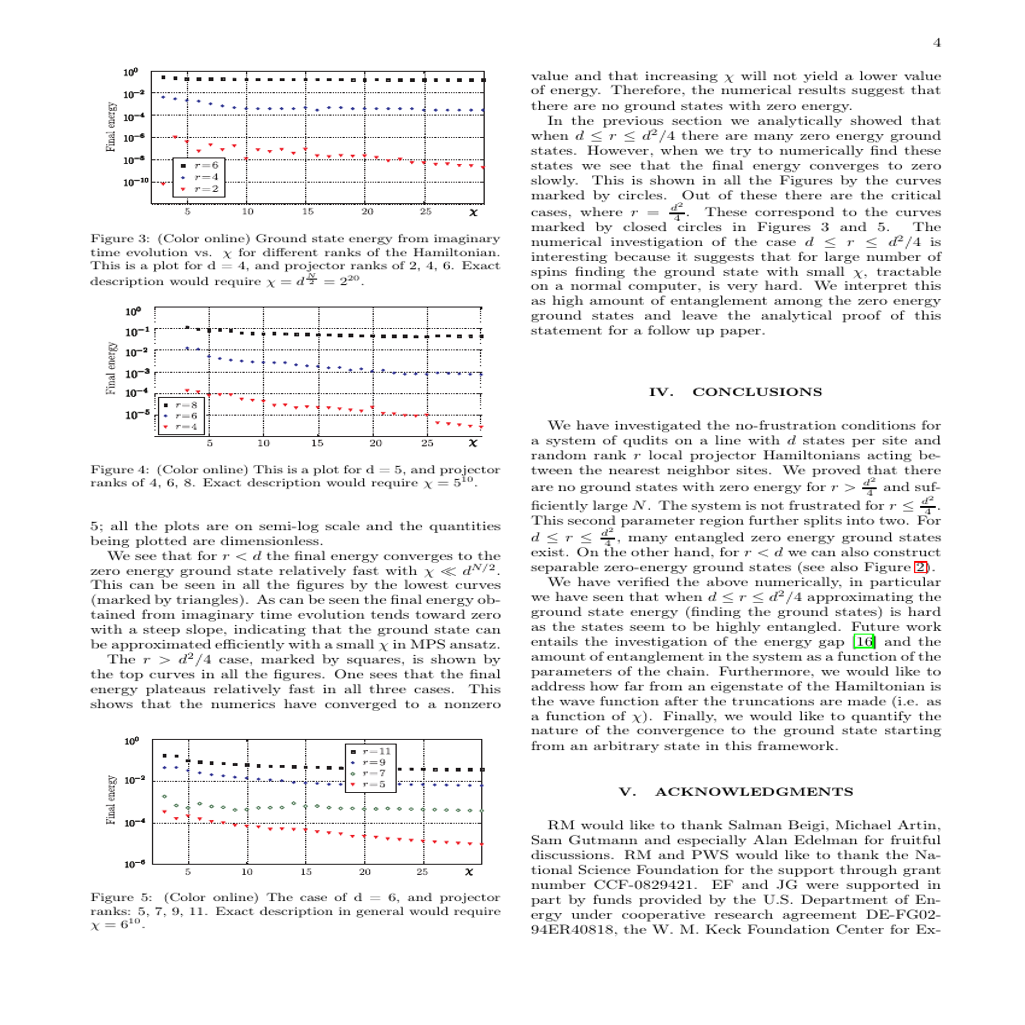 4
10^0
10^−2
10^−4
10^−6
10^−8
10^−10
Final energy
r=6
r=4
r=2
5 10 15 20 25 χ
Figure 3: (Color online) Ground state energy from imaginary
time evolution vs. χ for different ranks of the Hamiltonian.
This is a plot for d = 4, and projector ranks of 2, 4, 6. Exact
description would require χ = d^{N/2} = 2^{20}.
10^0
10^−1
10^−2
10^−3
10^−4
10^−5
Final energy
r=8
r=6
r=4
5 10 15 20 25 χ
Figure 4: (Color online) This is a plot for d = 5, and projector
ranks of 4, 6, 8. Exact description would require χ = 5^{10}.
5; all the plots are on semi-log scale and the quantities
being plotted are dimensionless.
We see that for r < d the final energy converges to the
zero energy ground state relatively fast with χ ≪ d^{N/2}.
This can be seen in all the figures by the lowest curves
(marked by triangles). As can be seen the final energy ob-
tained from imaginary time evolution tends toward zero
with a steep slope, indicating that the ground state can
be approximated efficiently with a small χ in MPS ansatz.
The r > d^2/4 case, marked by squares, is shown by
the top curves in all the figures. One sees that the final
energy plateaus relatively fast in all three cases. This
shows that the numerics have converged to a nonzero
10^0
10^−2
10^−4
10^−6
Final energy
r=11
r=9
r=7
r=5
5 10 15 20 25 χ
Figure 5: (Color online) The case of d = 6, and projector
ranks: 5, 7, 9, 11. Exact description in general would require
χ = 6^{10}.
value and that increasing χ will not yield a lower value
of energy. Therefore, the numerical results suggest that
there are no ground states with zero energy.
In the previous section we analytically showed that
when d ≤ r ≤ d^2/4 there are many zero energy ground
states. However, when we try to numerically find these
states we see that the final energy converges to zero
slowly. This is shown in all the Figures by the curves
marked by circles. Out of these there are the critical
cases, where r = d^2/4. These correspond to the curves
marked by closed circles in Figures 3 and 5. The
numerical investigation of the case d ≤ r ≤ d^2/4 is
interesting because it suggests that for large number of
spins finding the ground state with small χ, tractable
on a normal computer, is very hard. We interpret this
as high amount of entanglement among the zero energy
ground states and leave the analytical proof of this
statement for a follow up paper.
IV. CONCLUSIONS
We have investigated the no-frustration conditions for
a system of qudits on a line with d states per site and
random rank r local projector Hamiltonians acting be-
tween the nearest neighbor sites. We proved that there
are no ground states with zero energy for r > d^2/4 and suf-
ficiently large N. The system is not frustrated for r ≤ d^2/4.
This second parameter region further splits into two. For
d ≤ r ≤ d^2/4, many entangled zero energy ground states
exist. On the other hand, for r < d we can also construct
separable zero-energy ground states (see also Figure 2).
We have verified the above numerically, in particular
we have seen that when d ≤ r ≤ d^2/4 approximating the
ground state energy (finding the ground states) is hard
as the states seem to be highly entangled. Future work
entails the investigation of the energy gap [16] and the
amount of entanglement in the system as a function of the
parameters of the chain. Furthermore, we would like to
address how far from an eigenstate of the Hamiltonian is
the wave function after the truncations are made (i.e. as
a function of χ). Finally, we would like to quantify the
nature of the convergence to the ground state starting
from an arbitrary state in this framework.
V. ACKNOWLEDGMENTS
RM would like to thank Salman Beigi, Michael Artin,
Sam Gutmann and especially Alan Edelman for fruitful
discussions. RM and PWS would like to thank the Na-
tional Science Foundation for the support through grant
number CCF-0829421. EF and JG were supported in
part by funds provided by the U.S. Department of En-
ergy under cooperative research agreement DE-FG02-
94ER40818, the W. M. Keck Foundation Center for Ex-